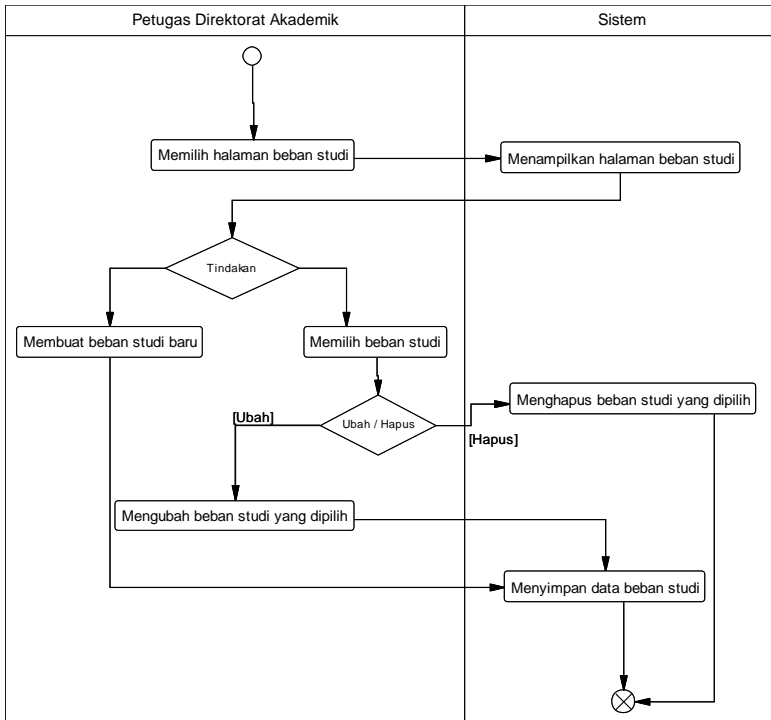 Petugas Direktorat Akademik
Sistem
Memilih halaman beban studi
Menampilkan halaman beban studi
Tindakan
Membuat beban studi baru
Memilih beban studi
[Ubah]
Ubah / Hapus
[Hapus]
Menghapus beban studi yang dipilih
Mengubah beban studi yang dipilih
Menyimpan data beban studi